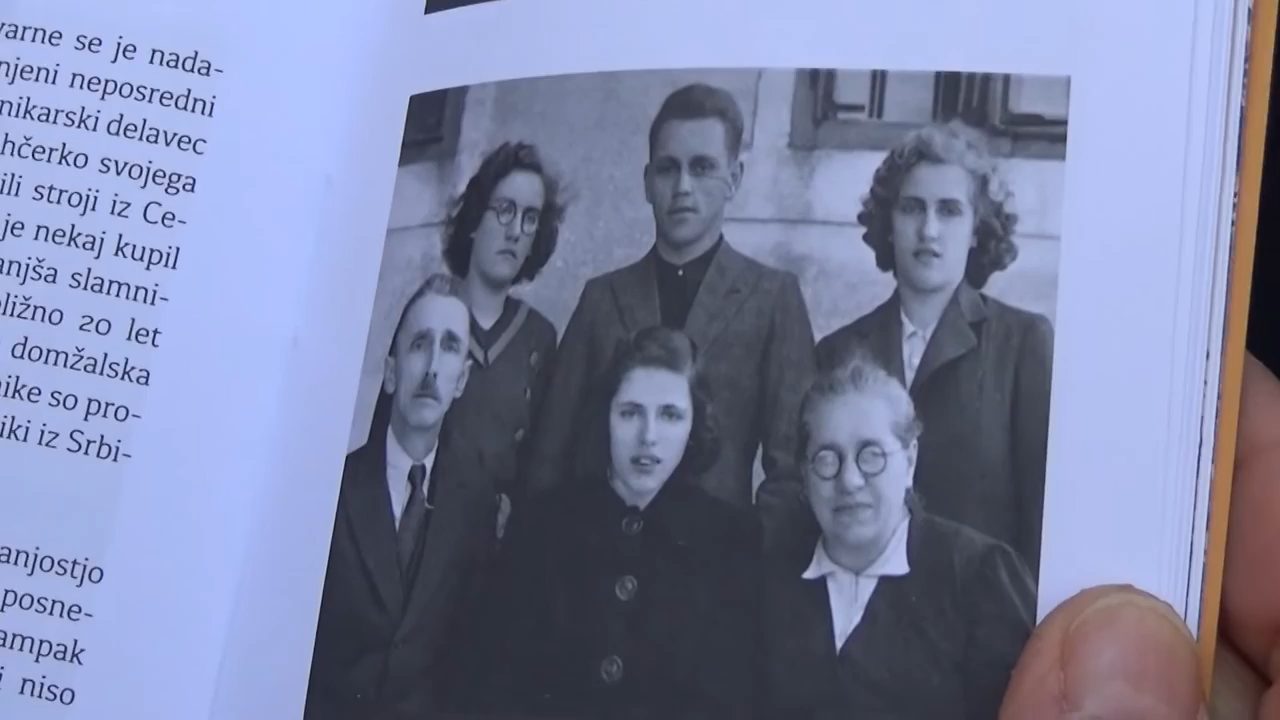 varne se je nada-
njeni neposredni
nikarski delavec
hčerko svojega
ili stroji iz Ce-
je nekaj kupil
anjša slamni-
ližno 20 let
domžalska
ike so pro-
iki iz Srbi-
anjostjo
posne-
ampak
i niso